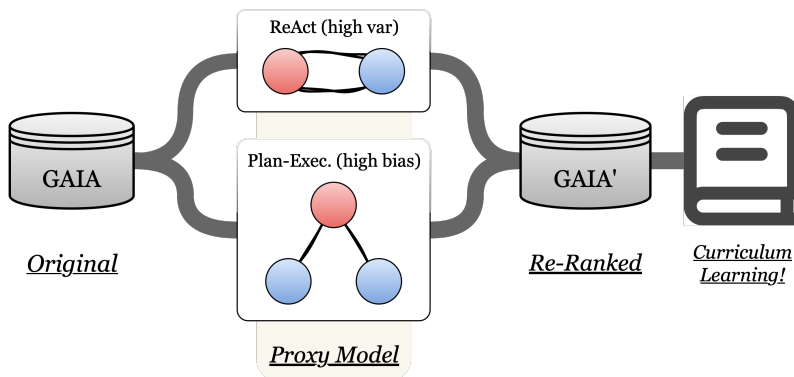 ReAct (high var)
GAIA
Plan-Exec. (high bias)
GAIA'
Original
Re-Ranked
Curriculum
Learning!
Proxy Model